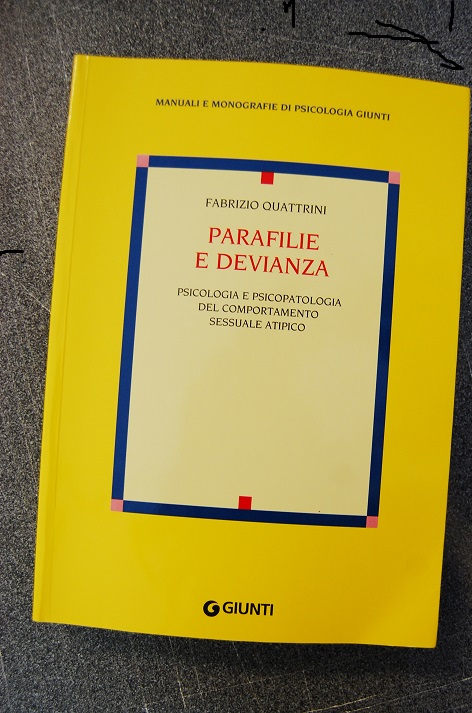 MANUALI E MONOGRAFIE DI PSICOLOGIA GIUNTI
FABRIZIO QUATTRINI
PARAFILIE
E DEVIANZA
PSICOLOGIA E PSICOPATOLOGIA
DEL COMPORTAMENTO
SESSUALE ATIPICO
GIUNTI